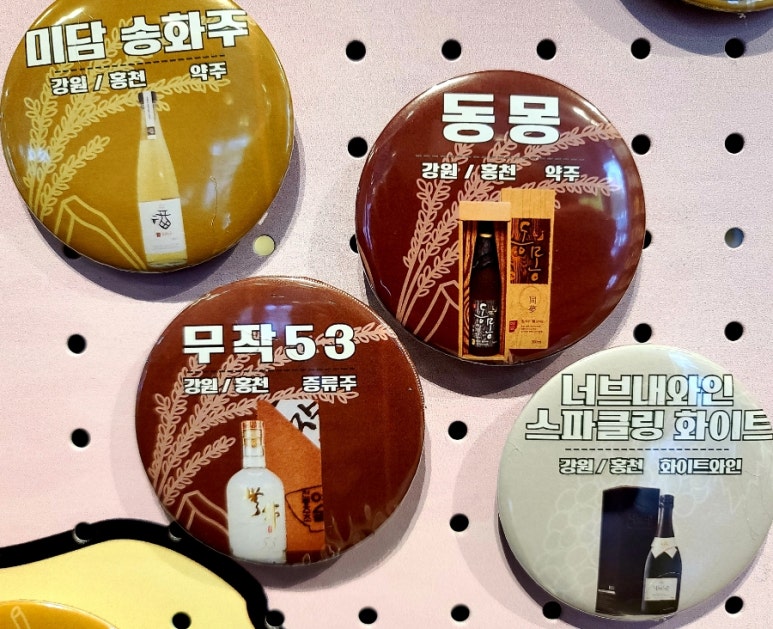 미담 송화주
강원 / 홍천 약주
동몽
강원 / 홍천 약주
동몽
무작53
강원 / 홍천 증류주
너브내와인
스파클링 화이트
강원 / 홍천 화이트와인